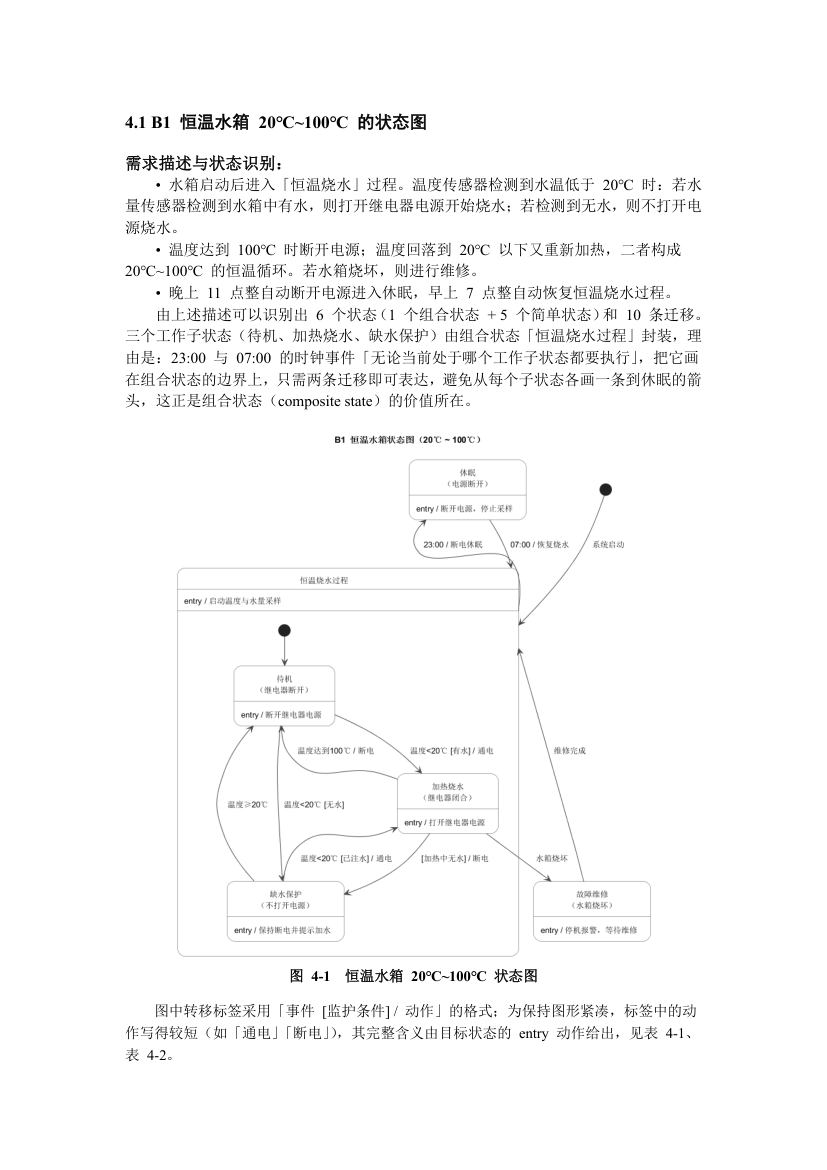 4.1 B1 恒温水箱 20℃~100℃ 的状态图
需求描述与状态识别：
• 水箱启动后进入「恒温烧水」过程。温度传感器检测到水温低于 20℃ 时：若水
量传感器检测到水箱中有水，则打开继电器电源开始烧水；若检测到无水，则不打开电
源烧水。
• 温度达到 100℃ 时断开电源；温度回落到 20℃ 以下又重新加热，二者构成
20℃~100℃ 的恒温循环。若水箱烧坏，则进行维修。
• 晚上 11 点整自动断开电源进入休眠，早上 7 点整自动恢复恒温烧水过程。
由上述描述可以识别出 6 个状态（1 个组合状态 + 5 个简单状态）和 10 条迁移。
三个工作子状态（待机、加热烧水、缺水保护）由组合状态「恒温烧水过程」封装，理
由是：23:00 与 07:00 的时钟事件「无论当前处于哪个工作子状态都要执行」，把它画
在组合状态的边界上，只需两条迁移即可表达，避免从每个子状态各画一条到休眠的箭
头，这正是组合状态（composite state）的价值所在。
B1 恒温水箱状态图（20℃ ~ 100℃）
休眠
（电源断开）
entry / 断开电源，停止采样
23:00 / 断电休眠
07:00 / 恢复烧水
系统启动
恒温烧水过程
entry / 启动温度与水量采样
待机
（继电器断开）
entry / 断开继电器电源
温度达到100℃ / 断电
温度<20℃ [有水] / 通电
维修完成
加热烧水
（继电器闭合）
entry / 打开继电器电源
温度≥20℃
温度<20℃ [无水]
温度<20℃ [已注水] / 通电
[加热中无水] / 断电
水箱烧坏
缺水保护
（不打开电源）
entry / 保持断电并提示加水
故障维修
（水箱烧坏）
entry / 停机报警，等待维修
图 4-1 恒温水箱 20℃~100℃ 状态图
图中转移标签采用「事件 [监护条件] / 动作」的格式；为保持图形紧凑，标签中的动
作写得较短（如「通电」「断电」），其完整含义由目标状态的 entry 动作给出，见表 4-1、
表 4-2。